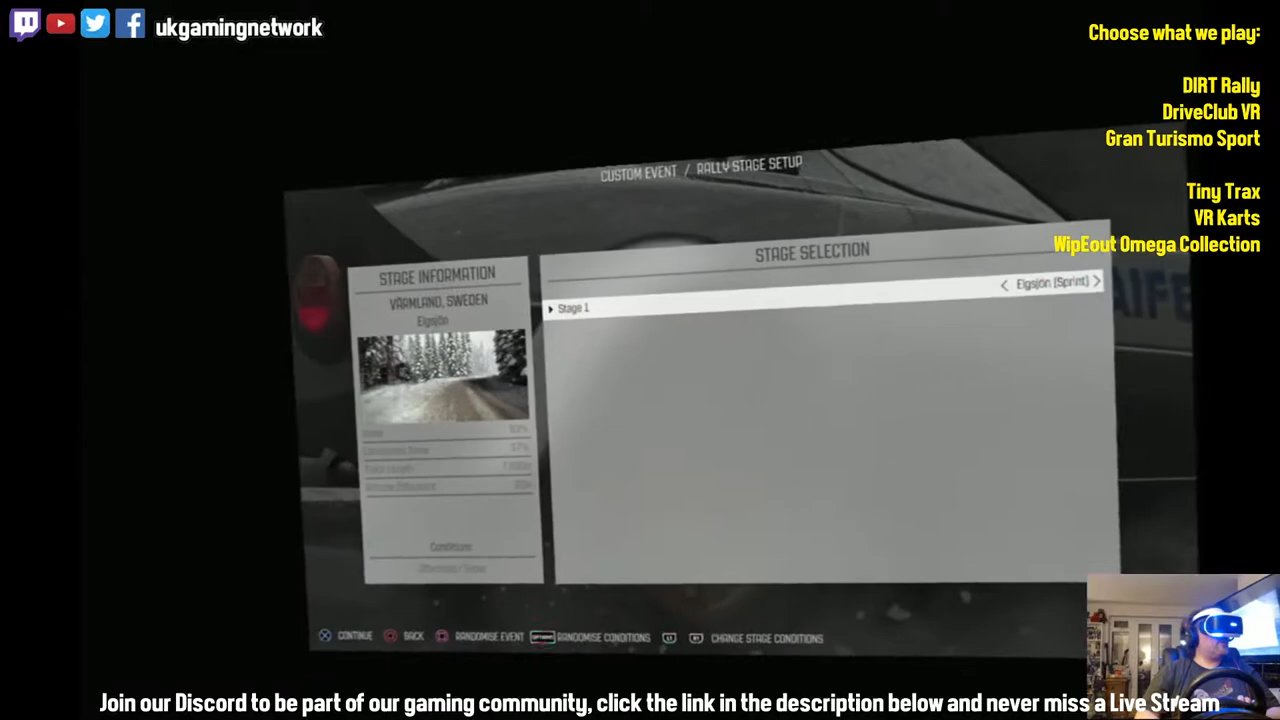 ukgamingnetwork
Choose what we play:
DIRT Rally
DriveClub VR
Gran Turismo Sport
Tiny Trax
VR Karts
WipEout Omega Collection
CUSTOM EVENT / RALLY STAGE SETUP
STAGE INFORMATION
VÄRMLAND, SWEDEN
Elgsjön
STAGE SELECTION
Stage 1
Elgsjön (Sprint)
Conditions
CONTINUE
BACK
RANDOMISE EVENT
OPTIONS
RANDOMISE CONDITIONS
CHANGE STAGE CONDITIONS
Join our Discord to be part of our gaming community, click the link in the description below and never miss a Live Stream